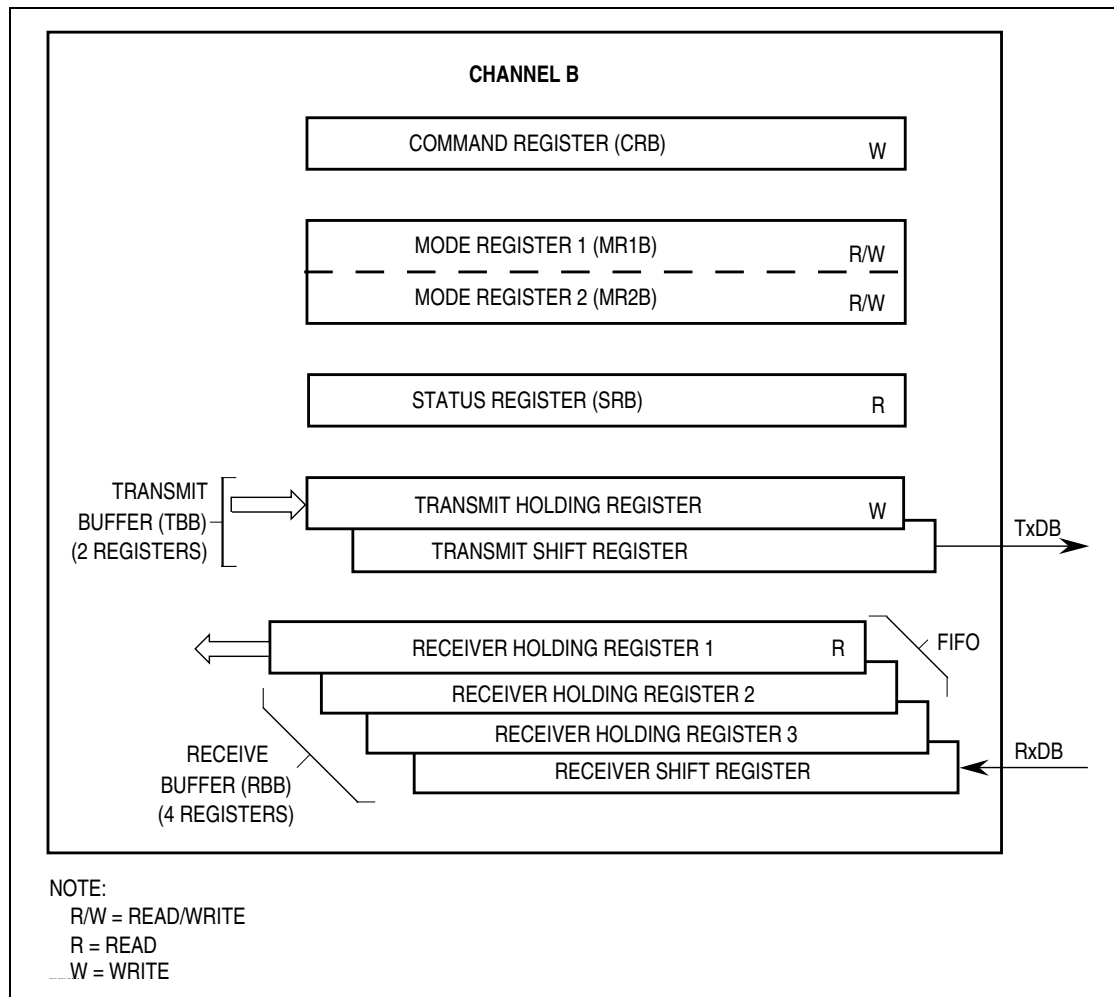 CHANNEL B
COMMAND REGISTER (CRB) W
MODE REGISTER 1 (MR1B) R/W
MODE REGISTER 2 (MR2B) R/W
STATUS REGISTER (SRB) R
TRANSMIT
BUFFER (TBB)
(2 REGISTERS)
TRANSMIT HOLDING REGISTER W
TRANSMIT SHIFT REGISTER
TxDB
RECEIVER HOLDING REGISTER 1 R
FIFO
RECEIVER HOLDING REGISTER 2
RECEIVER HOLDING REGISTER 3
RECEIVER SHIFT REGISTER
RxDB
RECEIVE
BUFFER (RBB)
(4 REGISTERS)
NOTE:
R/W = READ/WRITE
R = READ
W = WRITE